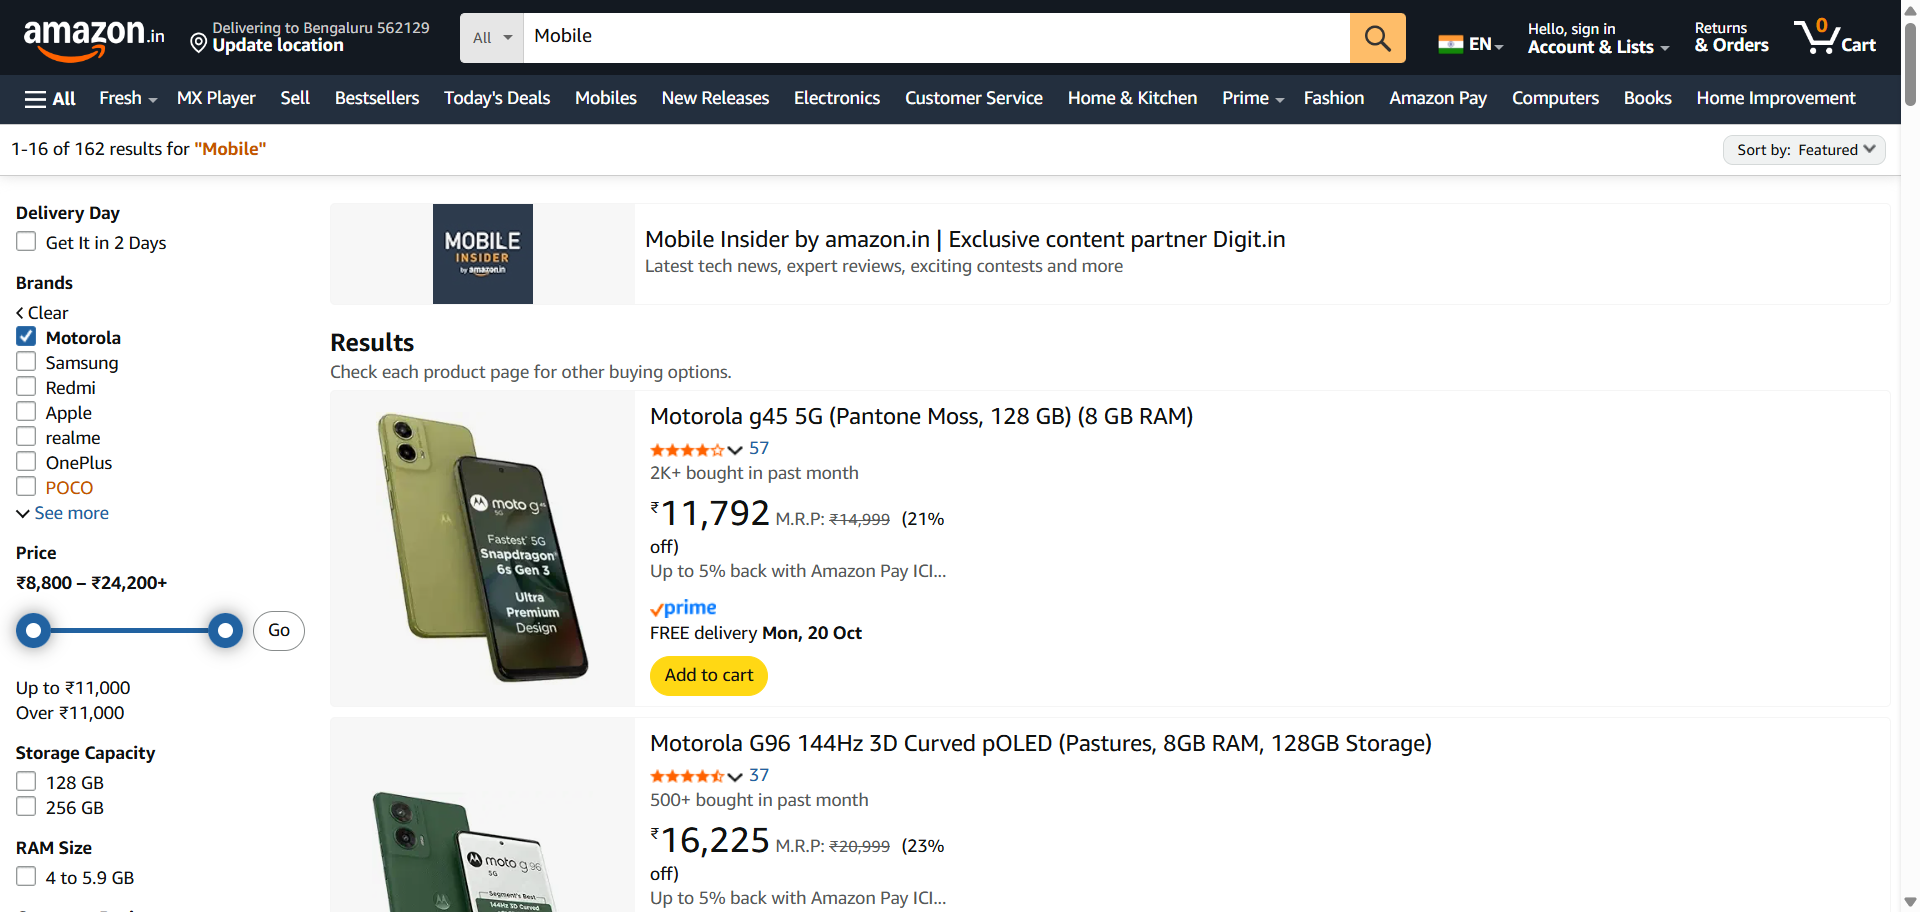 amazon.in
Delivering to Bengaluru 562129
Update location
All
Mobile
EN
Hello, sign in
Account & Lists
Returns
& Orders
0
Cart
All
Fresh
MX Player
Sell
Bestsellers
Today's Deals
Mobiles
New Releases
Electronics
Customer Service
Home & Kitchen
Prime
Fashion
Amazon Pay
Computers
Books
Home Improvement
1-16 of 162 results for "Mobile"
Sort by: Featured
Delivery Day
Get It in 2 Days
Brands
Clear
Motorola
Samsung
Redmi
Apple
realme
OnePlus
POCO
See more
Price
₹8,800 – ₹24,200+
Go
Up to ₹11,000
Over ₹11,000
Storage Capacity
128 GB
256 GB
RAM Size
4 to 5.9 GB
MOBILE
INSIDER
by amazon.in
Mobile Insider by amazon.in | Exclusive content partner Digit.in
Latest tech news, expert reviews, exciting contests and more
Results
Check each product page for other buying options.
moto g45
5G
Fastest* 5G
Snapdragon®
6s Gen 3
Ultra
Premium
Design
Motorola g45 5G (Pantone Moss, 128 GB) (8 GB RAM)
57
2K+ bought in past month
₹11,792 M.R.P: ₹14,999 (21%
off)
Up to 5% back with Amazon Pay ICI...
prime
FREE delivery Mon, 20 Oct
Add to cart
moto g96
5G
Segment's Best
144Hz 3D Curved
Motorola G96 144Hz 3D Curved pOLED (Pastures, 8GB RAM, 128GB Storage)
37
500+ bought in past month
₹16,225 M.R.P: ₹20,999 (23%
off)
Up to 5% back with Amazon Pay ICI...